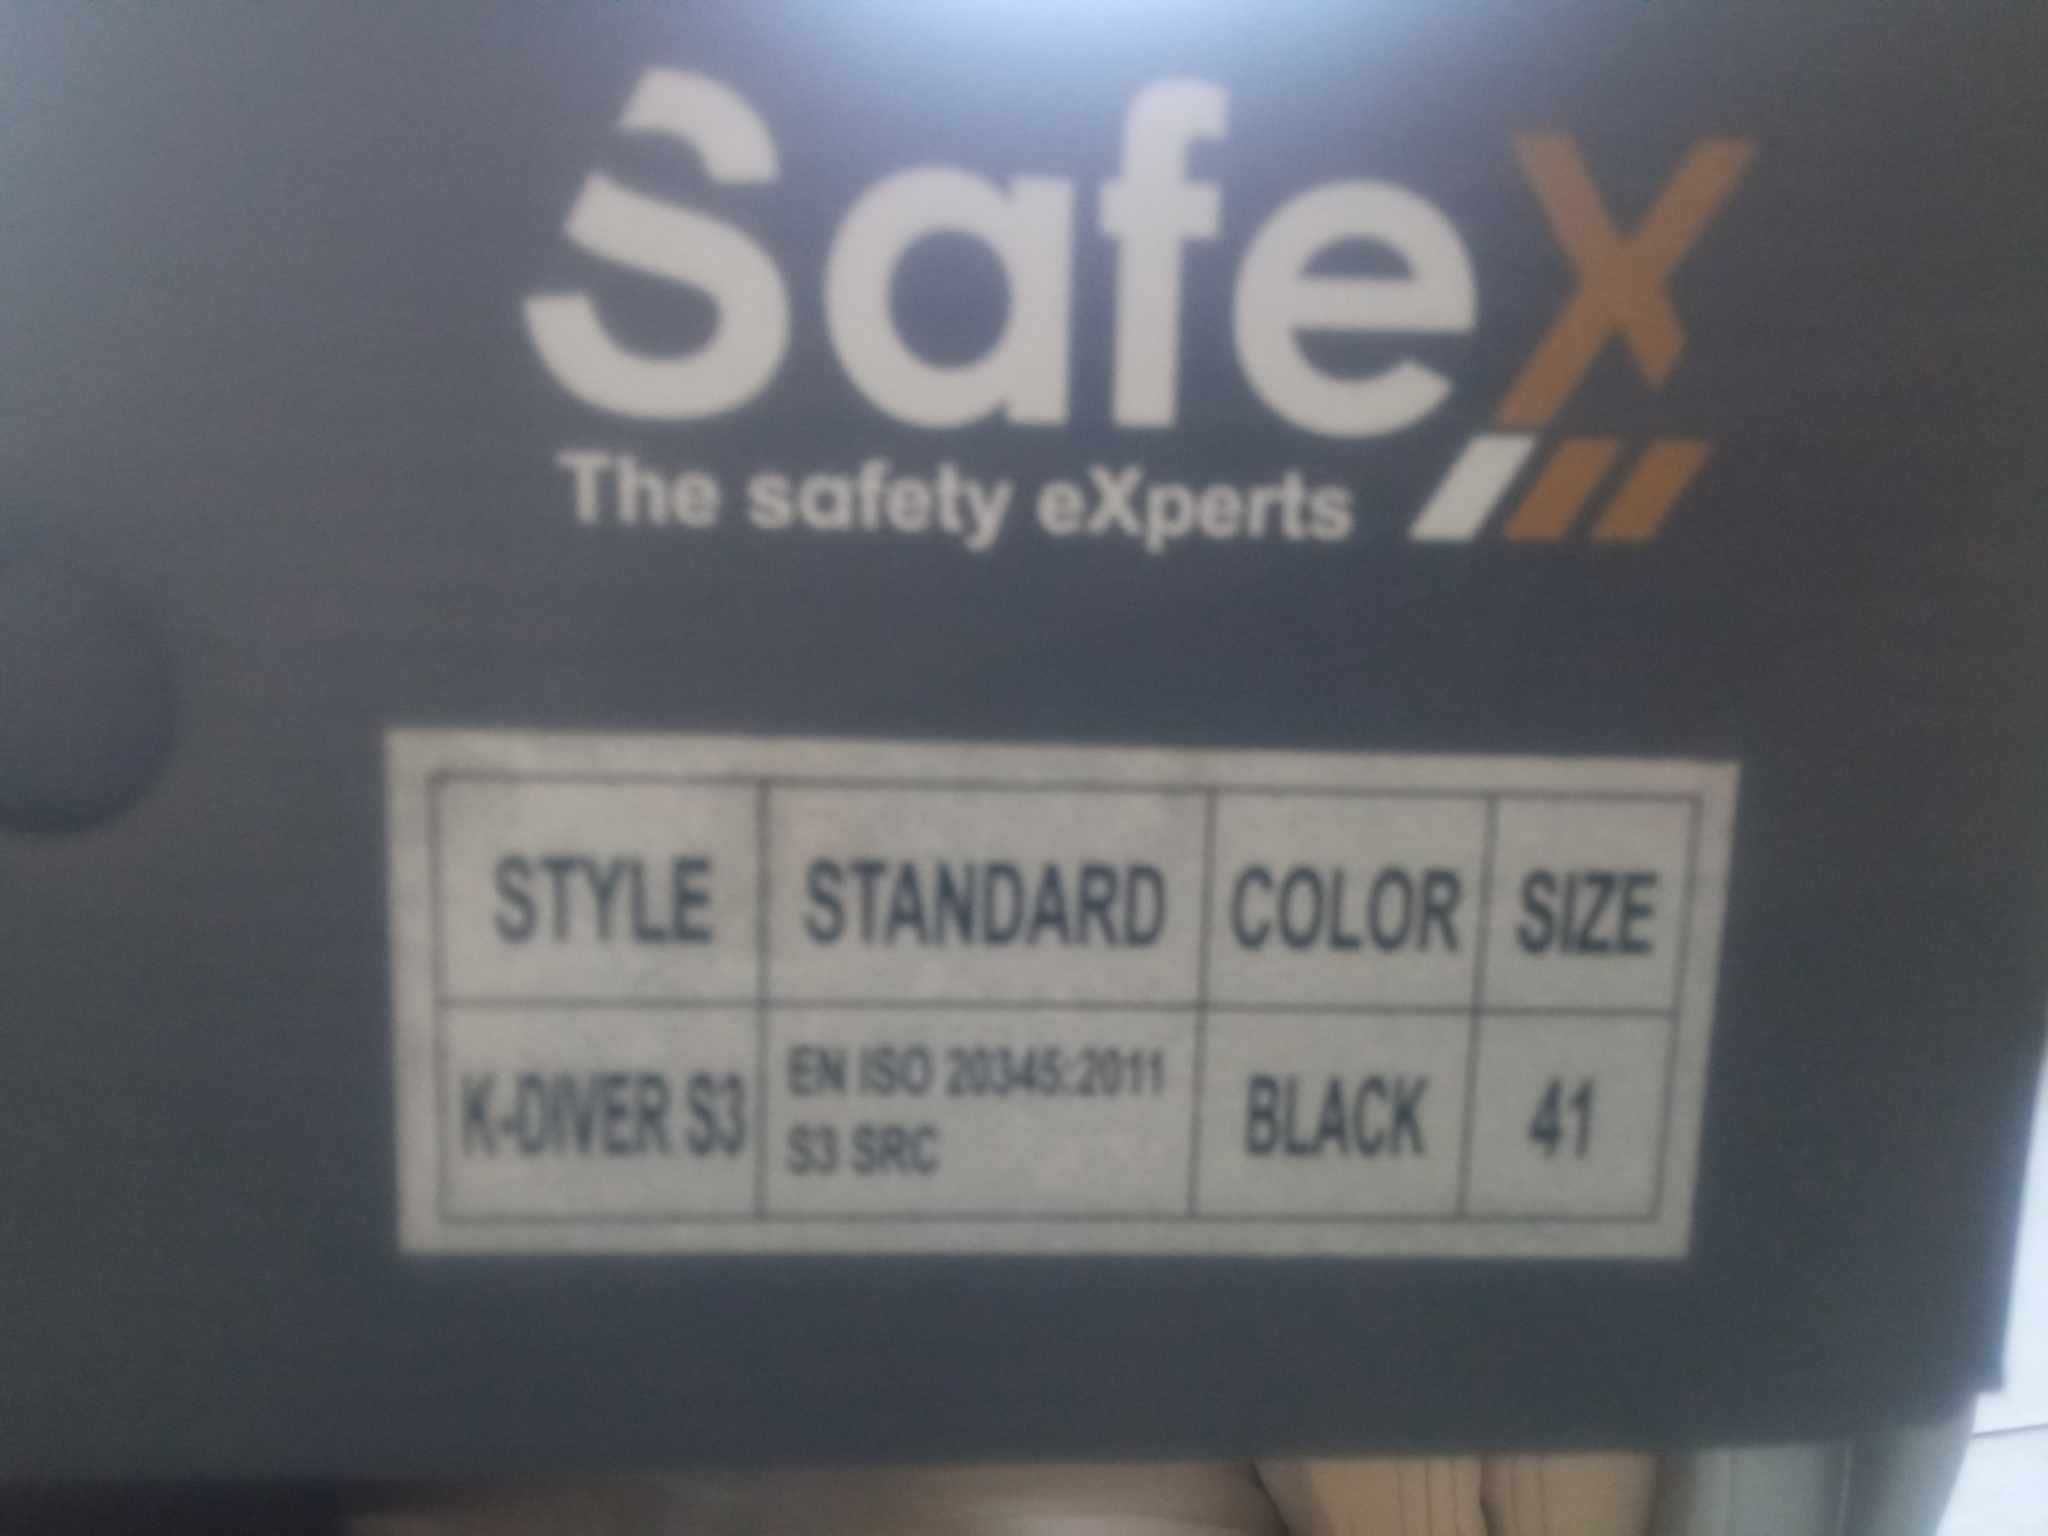 Safex
The safety eXperts
STYLE STANDARD COLOR SIZE
K-DIVER S3 EN ISO 20345:2011 BLACK 41
S3 SRC